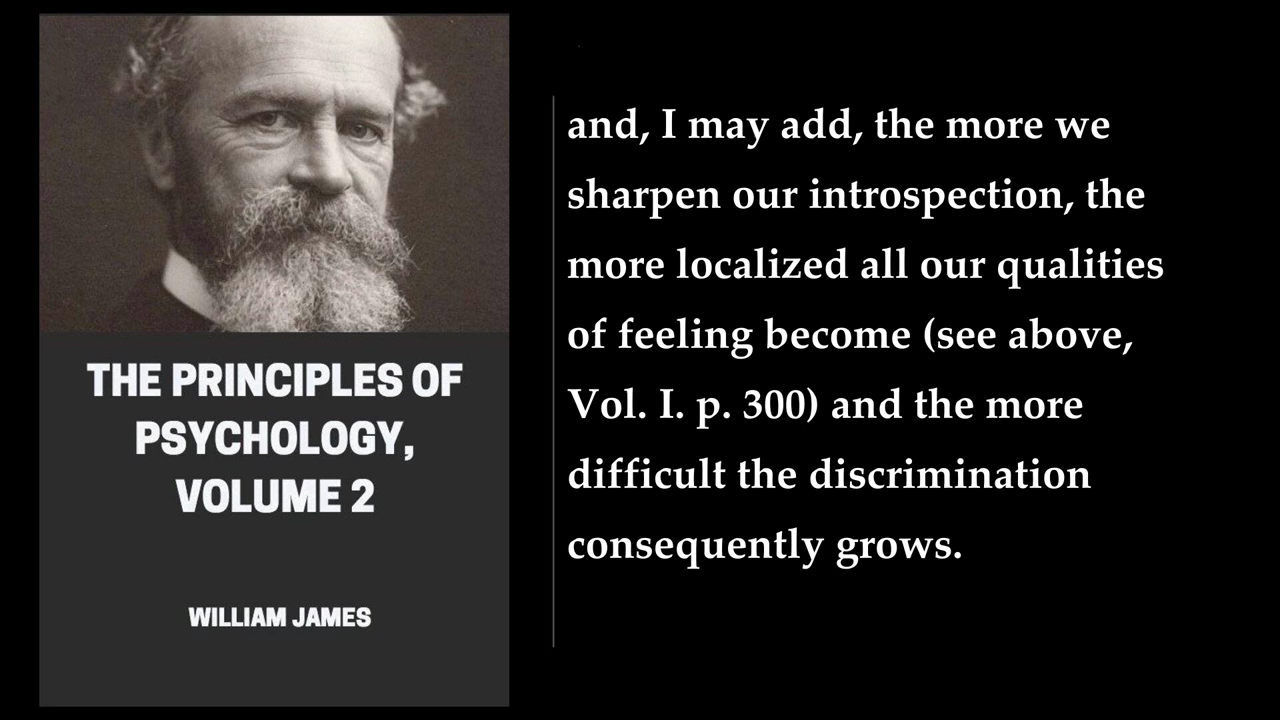 THE PRINCIPLES OF
PSYCHOLOGY,
VOLUME 2
WILLIAM JAMES
and, I may add, the more we
sharpen our introspection, the
more localized all our qualities
of feeling become (see above,
Vol. I. p. 300) and the more
difficult the discrimination
consequently grows.